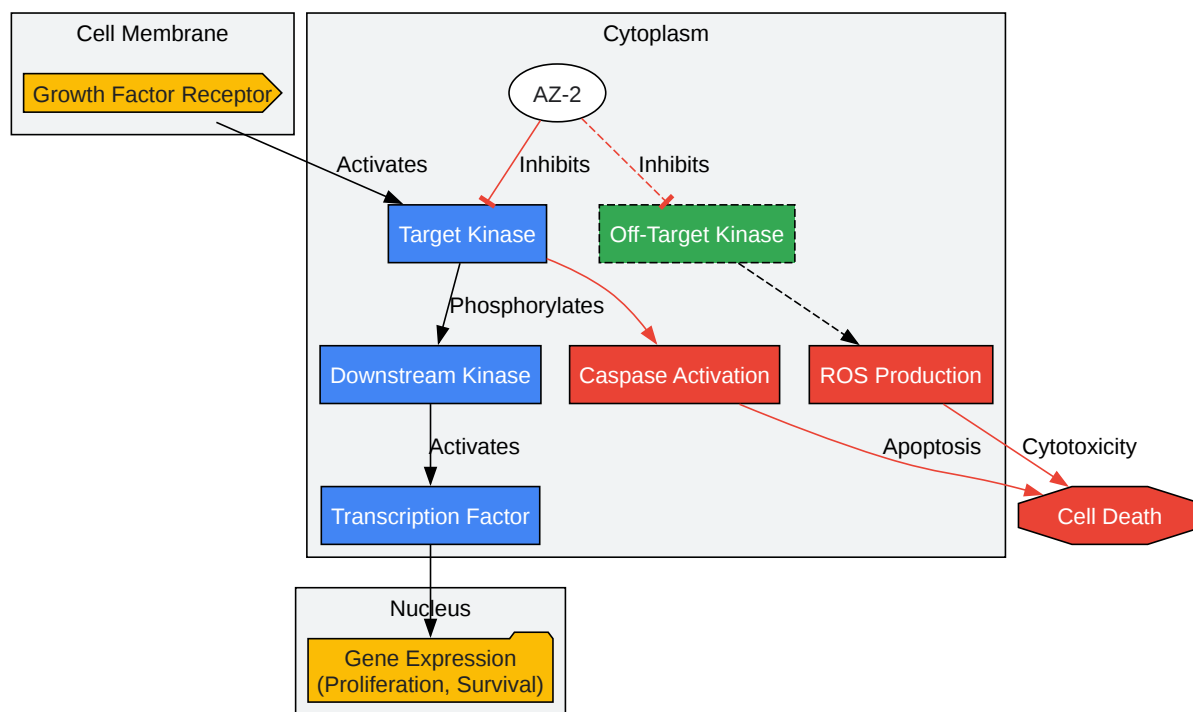 Cell Membrane
Growth Factor Receptor
Cytoplasm
AZ-2
Activates
Inhibits
Inhibits
Target Kinase
Off-Target Kinase
Phosphorylates
Downstream Kinase
Caspase Activation
ROS Production
Activates
Apoptosis
Cytotoxicity
Transcription Factor
Cell Death
Nucleus
Gene Expression
(Proliferation, Survival)